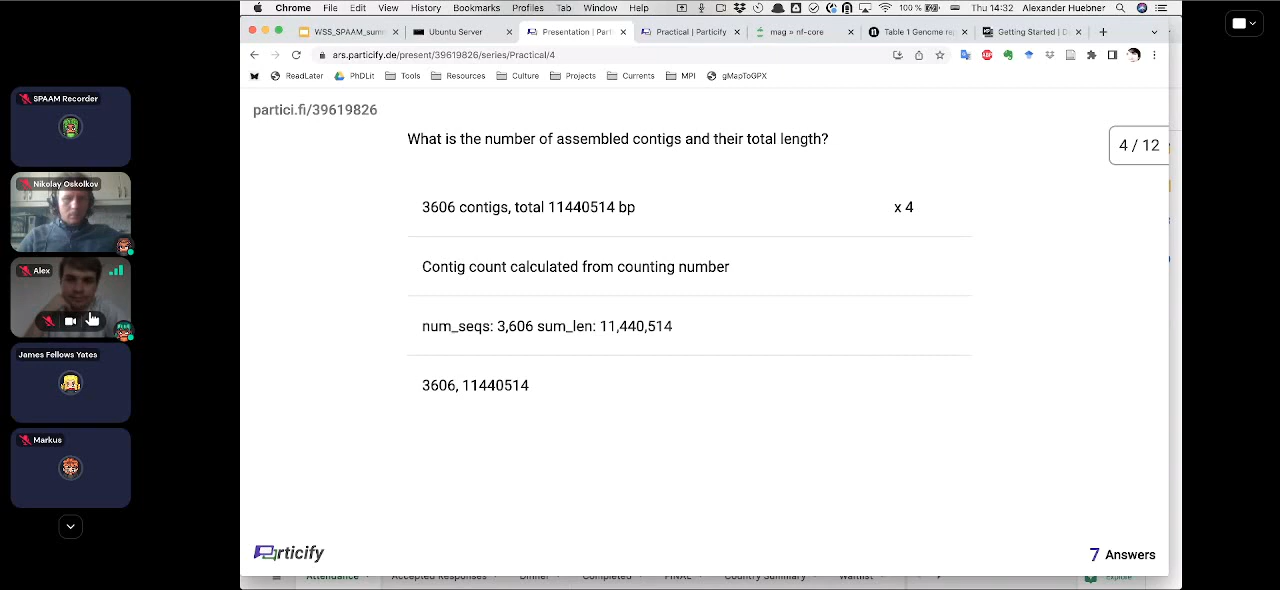 Chrome File Edit View History Bookmarks Profiles Tab Window Help 100 % Thu 14:32 Alexander Huebner
WSS_SPAAM_sum Ubuntu Server Presentation | Part Practical | Particify mag » nf-core Table 1 Genome re Getting Started | D
ars.particify.de/present/39619826/series/Practical/4
ReadLater PhDLit Tools Resources Culture Projects Currents MPI gMapToGPX
partici.fi/39619826
What is the number of assembled contigs and their total length?
4 / 12
3606 contigs, total 11440514 bp x 4
Contig count calculated from counting number
num_seqs: 3,606 sum_len: 11,440,514
3606, 11440514
Particify
7 Answers
Attendance Accepted Responses Dinner Completed FINAL Country Summary Waitlist Explore
SPAAM Recorder
Nikolay Oskolkov
Alex
James Fellows Yates
Markus